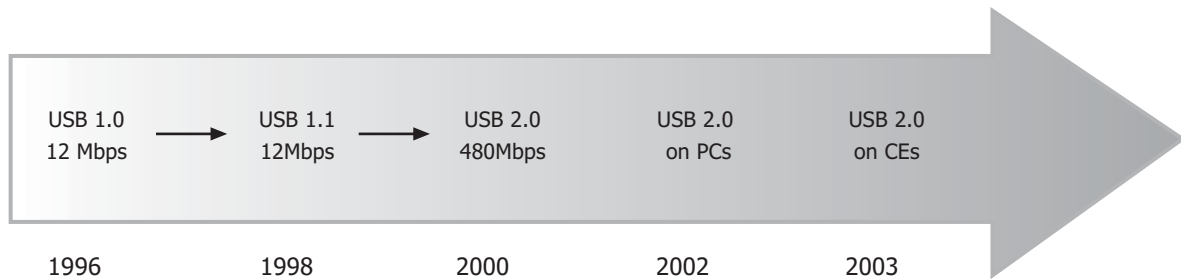 USB 1.0
12 Mbps
USB 1.1
12Mbps
USB 2.0
480Mbps
USB 2.0
on PCs
USB 2.0
on CEs
1996
1998
2000
2002
2003